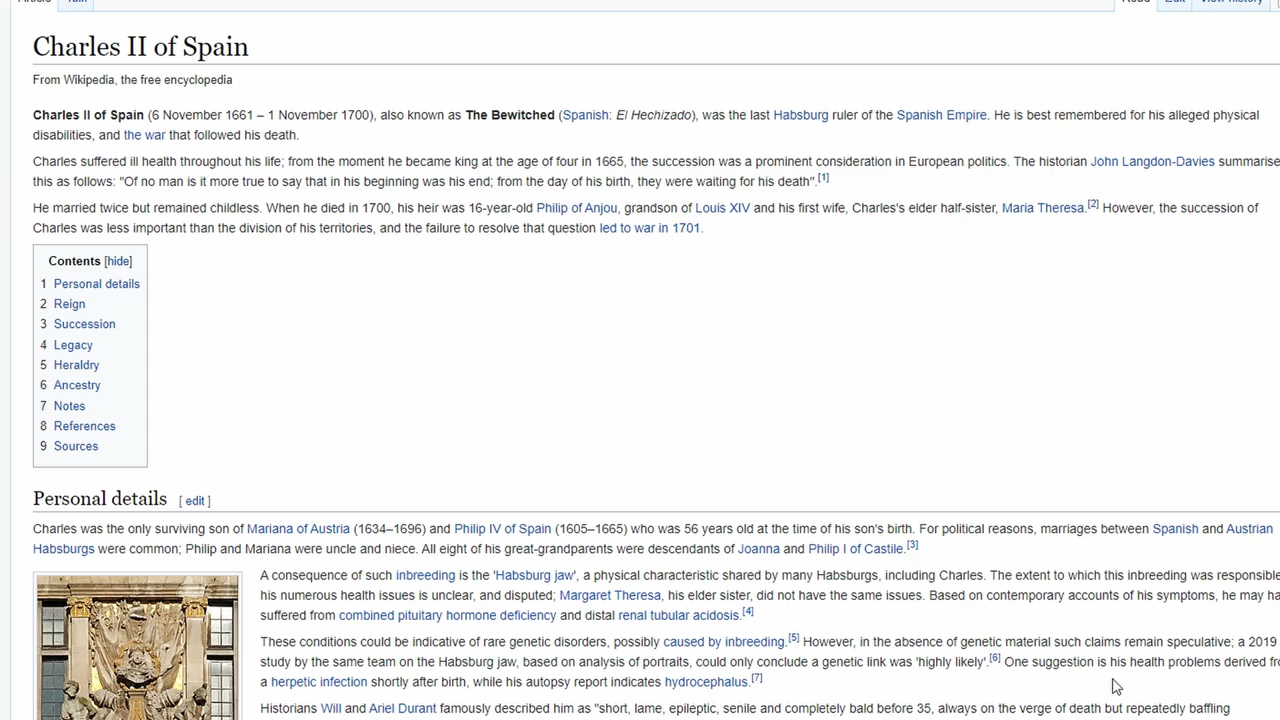 Article Talk Read Edit View history
Charles II of Spain
From Wikipedia, the free encyclopedia
Charles II of Spain (6 November 1661 – 1 November 1700), also known as The Bewitched (Spanish: El Hechizado), was the last Habsburg ruler of the Spanish Empire. He is best remembered for his alleged physical
disabilities, and the war that followed his death.
Charles suffered ill health throughout his life; from the moment he became king at the age of four in 1665, the succession was a prominent consideration in European politics. The historian John Langdon-Davies summarise
this as follows: "Of no man is it more true to say that in his beginning was his end; from the day of his birth, they were waiting for his death".[1]
He married twice but remained childless. When he died in 1700, his heir was 16-year-old Philip of Anjou, grandson of Louis XIV and his first wife, Charles's elder half-sister, Maria Theresa.[2] However, the succession of
Charles was less important than the division of his territories, and the failure to resolve that question led to war in 1701.
Contents [hide]
1 Personal details
2 Reign
3 Succession
4 Legacy
5 Heraldry
6 Ancestry
7 Notes
8 References
9 Sources
Personal details [ edit ]
Charles was the only surviving son of Mariana of Austria (1634–1696) and Philip IV of Spain (1605–1665) who was 56 years old at the time of his son's birth. For political reasons, marriages between Spanish and Austrian
Habsburgs were common; Philip and Mariana were uncle and niece. All eight of his great-grandparents were descendants of Joanna and Philip I of Castile.[3]
A consequence of such inbreeding is the 'Habsburg jaw', a physical characteristic shared by many Habsburgs, including Charles. The extent to which this inbreeding was responsible
his numerous health issues is unclear, and disputed; Margaret Theresa, his elder sister, did not have the same issues. Based on contemporary accounts of his symptoms, he may ha
suffered from combined pituitary hormone deficiency and distal renal tubular acidosis.[4]
These conditions could be indicative of rare genetic disorders, possibly caused by inbreeding.[5] However, in the absence of genetic material such claims remain speculative; a 2019
study by the same team on the Habsburg jaw, based on analysis of portraits, could only conclude a genetic link was 'highly likely'.[6] One suggestion is his health problems derived fr
a herpetic infection shortly after birth, while his autopsy report indicates hydrocephalus.[7]
Historians Will and Ariel Durant famously described him as "short, lame, epileptic, senile and completely bald before 35, always on the verge of death but repeatedly baffling